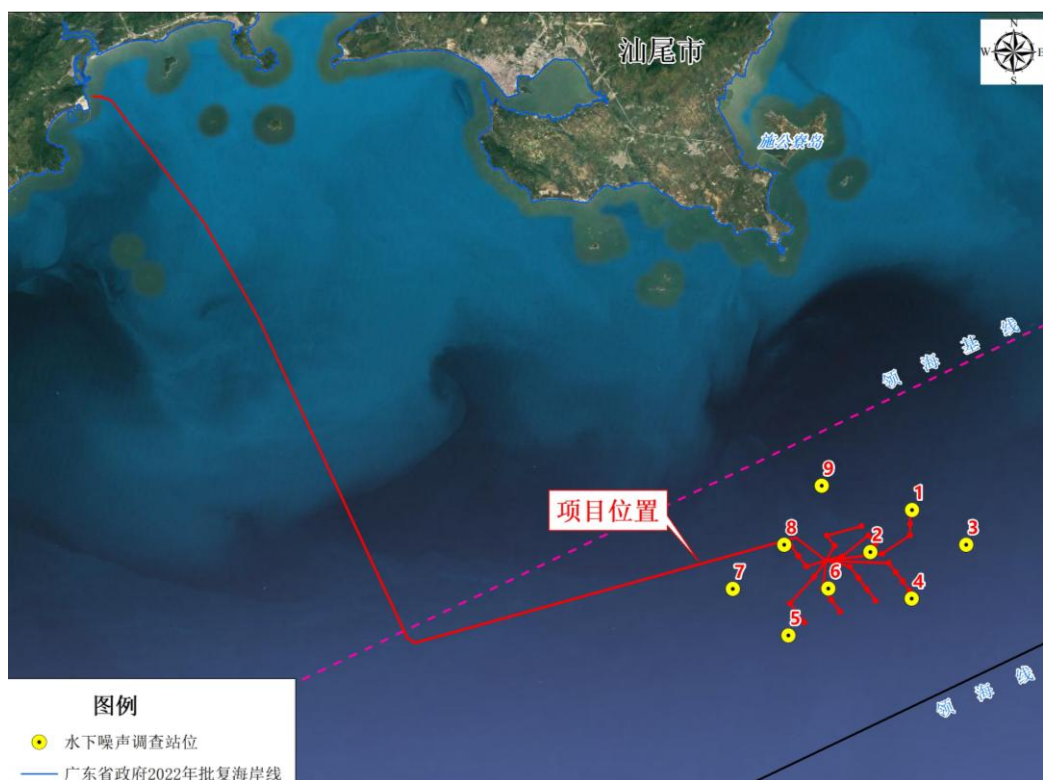 汕尾市
N
W
E
S
施公寮岛
领海基线
9
1
项目位置
8
2
3
7
6
4
5
领海线
图例
水下噪声调查站位
广东省政府2022年批复海岸线